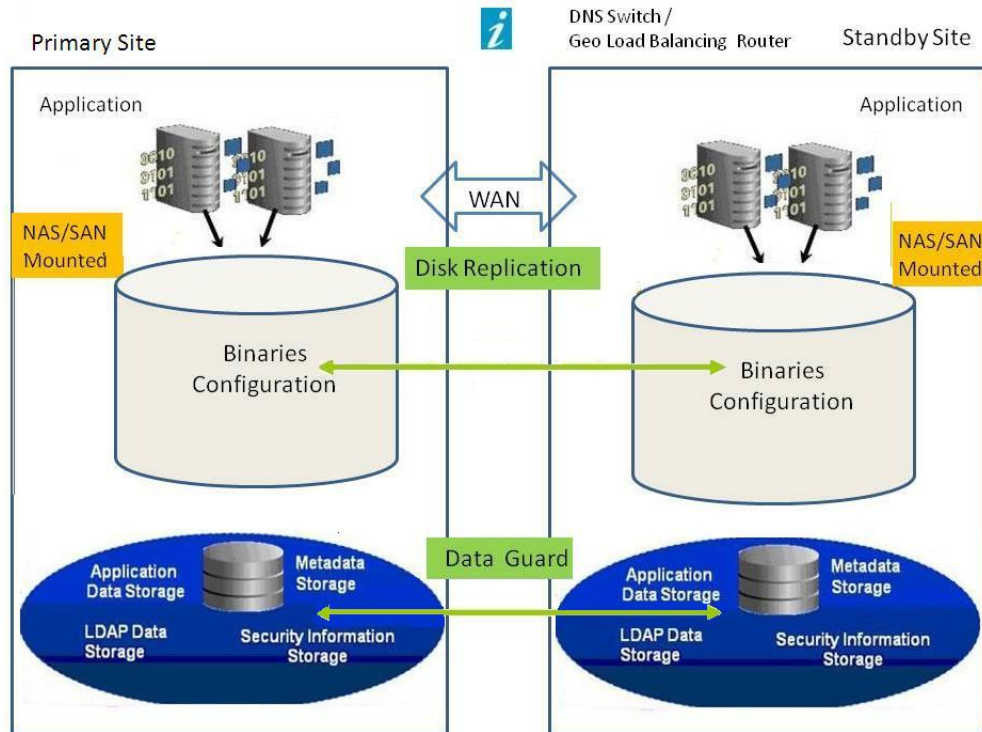 Primary Site
DNS Switch /
Geo Load Balancing Router
Standby Site
Application
Application
WAN
NAS/SAN
Mounted
NAS/SAN
Mounted
Disk Replication
Binaries
Configuration
Binaries
Configuration
Data Guard
Application
Data Storage
Metadata
Storage
LDAP Data
Storage
Security Information
Storage
Application
Data Storage
Metadata
Storage
LDAP Data
Storage
Security Information
Storage